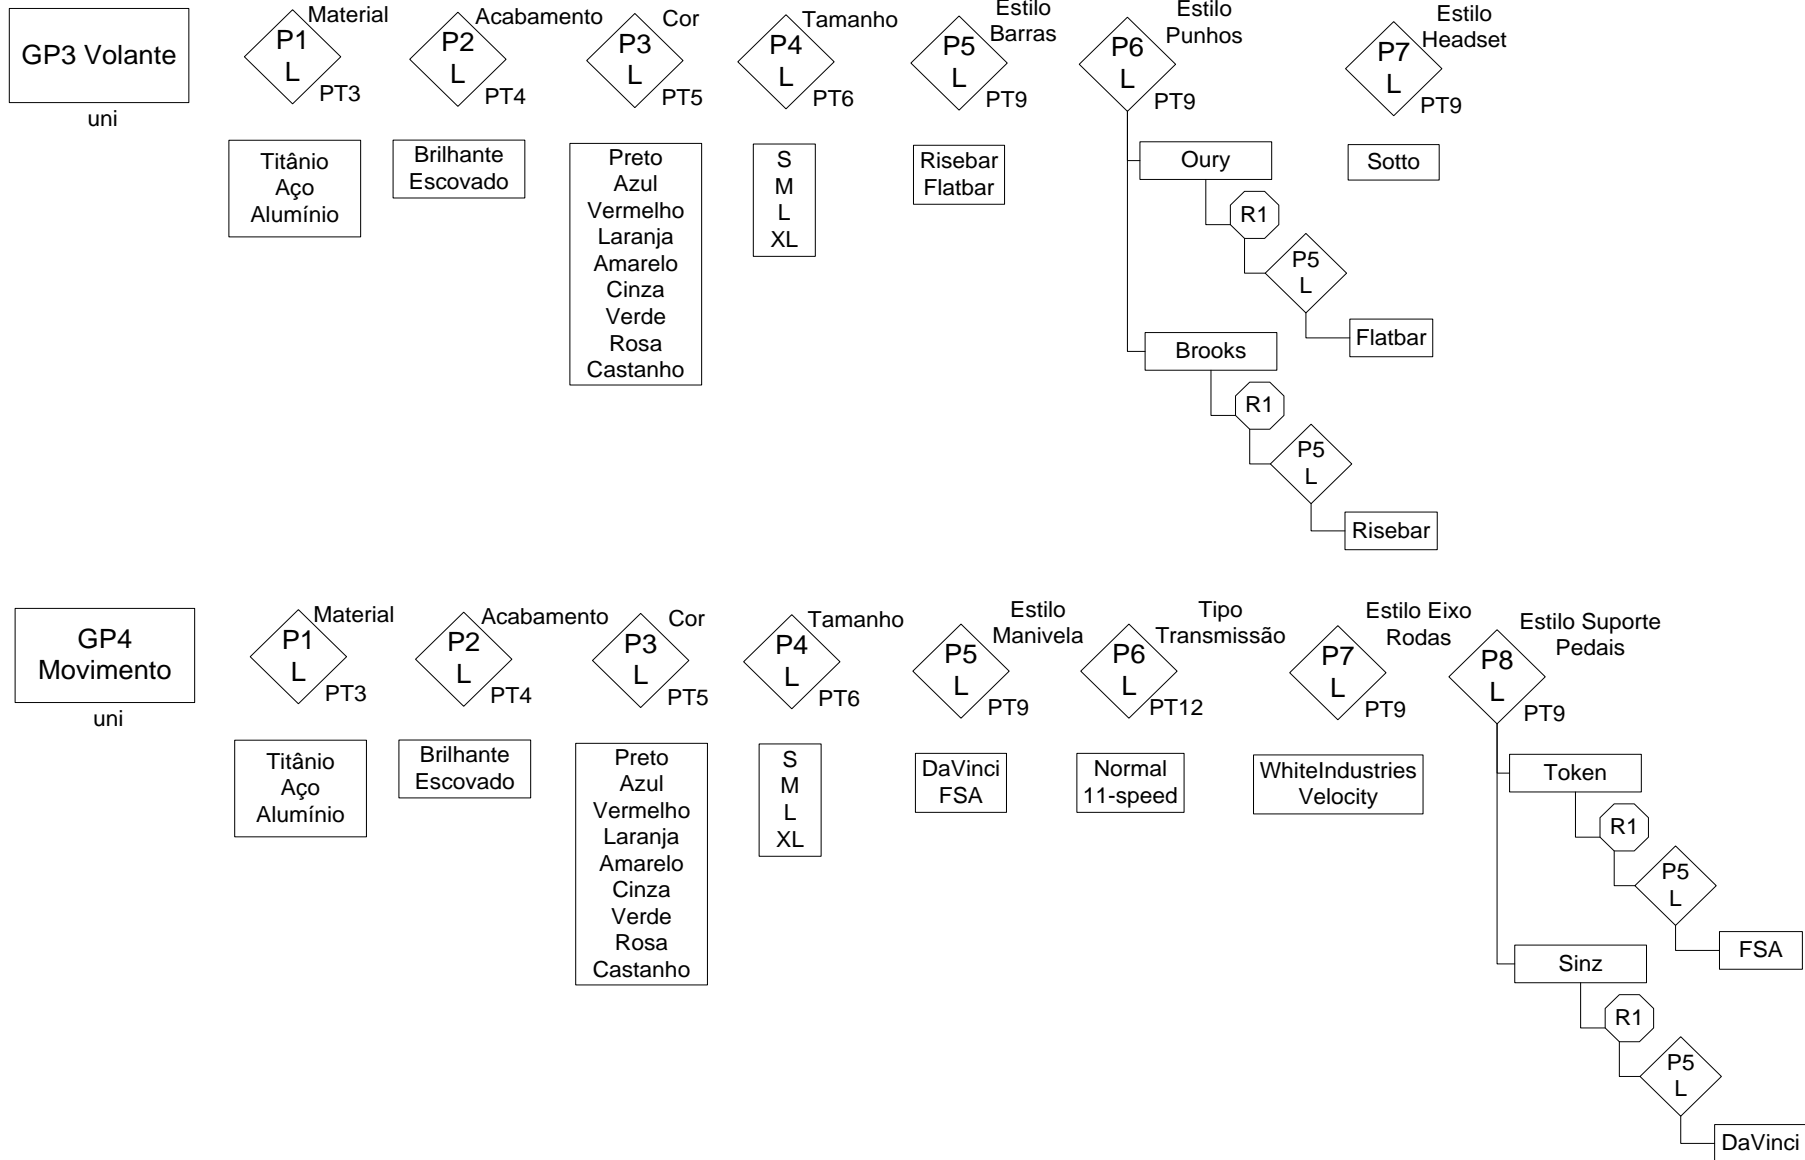 GP3 Volante
uni
P1
L
Material
PT3
Titânio
Aço
Alumínio
P2
L
Acabamento
PT4
Brilhante
Escovado
P3
L
Cor
PT5
Preto
Azul
Vermelho
Laranja
Amarelo
Cinza
Verde
Rosa
Castanho
P4
L
Tamanho
PT6
S
M
L
XL
P5
L
Estilo
Barras
PT9
Risebar
Flatbar
P6
L
Estilo
Punhos
PT9
Oury
R1
P5
L
Flatbar
Brooks
R1
P5
L
Risebar
P7
L
Estilo
Headset
PT9
Sotto
GP4
Movimento
uni
P1
L
Material
PT3
Titânio
Aço
Alumínio
P2
L
Acabamento
PT4
Brilhante
Escovado
P3
L
Cor
PT5
Preto
Azul
Vermelho
Laranja
Amarelo
Cinza
Verde
Rosa
Castanho
P4
L
Tamanho
PT6
S
M
L
XL
P5
L
Estilo
Manivela
PT9
DaVinci
FSA
P6
L
Tipo
Transmissão
PT12
Normal
11-speed
P7
L
Estilo Eixo
Rodas
PT9
WhiteIndustries
Velocity
P8
L
Estilo Suporte
Pedais
PT9
Token
R1
P5
L
FSA
Sinz
R1
P5
L
DaVinci